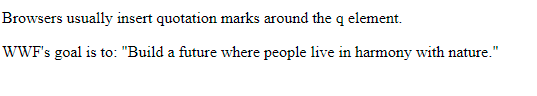 Browsers usually insert quotation marks around the q element.
WWF's goal is to: "Build a future where people live in harmony with nature."